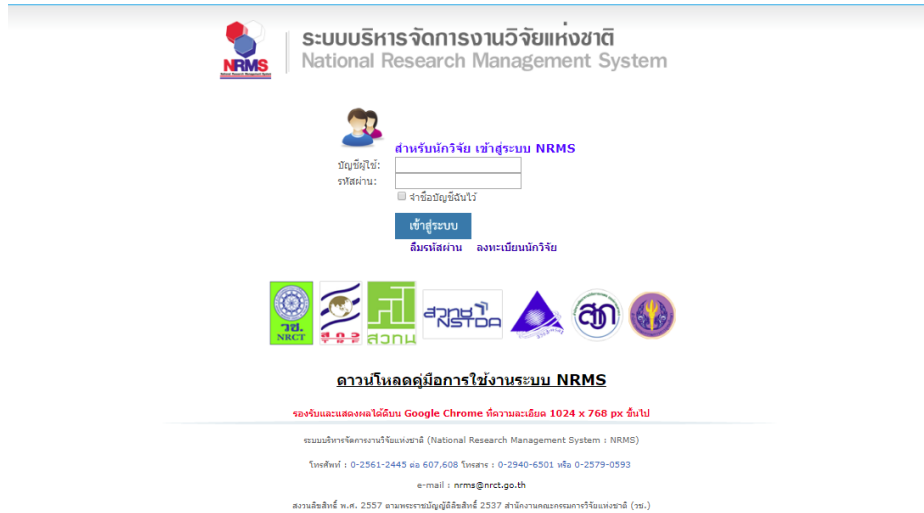 ระบบบริหารจัดการงานวิจัยแห่งชาติ
NRMS
National Research Management System
สำหรับนักวิจัย เข้าสู่ระบบ NRMS
บัญชีผู้ใช้:
รหัสผ่าน:
จำชื่อบัญชีฉันไว้
เข้าสู่ระบบ
ลืมรหัสผ่าน ลงทะเบียนนักวิจัย
วช.
NRCT
สกว
สวทน
สวทช
NSTDA
สก
ดาวน์โหลดคู่มือการใช้งานระบบ NRMS
รองรับและแสดงผลได้ดีบน Google Chrome ที่ความละเอียด 1024 x 768 px ขึ้นไป
ระบบบริหารจัดการงานวิจัยแห่งชาติ (National Research Management System : NRMS)
โทรศัพท์ : 0-2561-2445 ต่อ 607,608 โทรสาร : 0-2940-6501 หรือ 0-2579-0593
e-mail : nrms@nrct.go.th
สงวนลิขสิทธิ์ พ.ศ. 2557 ตามพระราชบัญญัติลิขสิทธิ์ 2537 สำนักงานคณะกรรมการวิจัยแห่งชาติ (วช.)